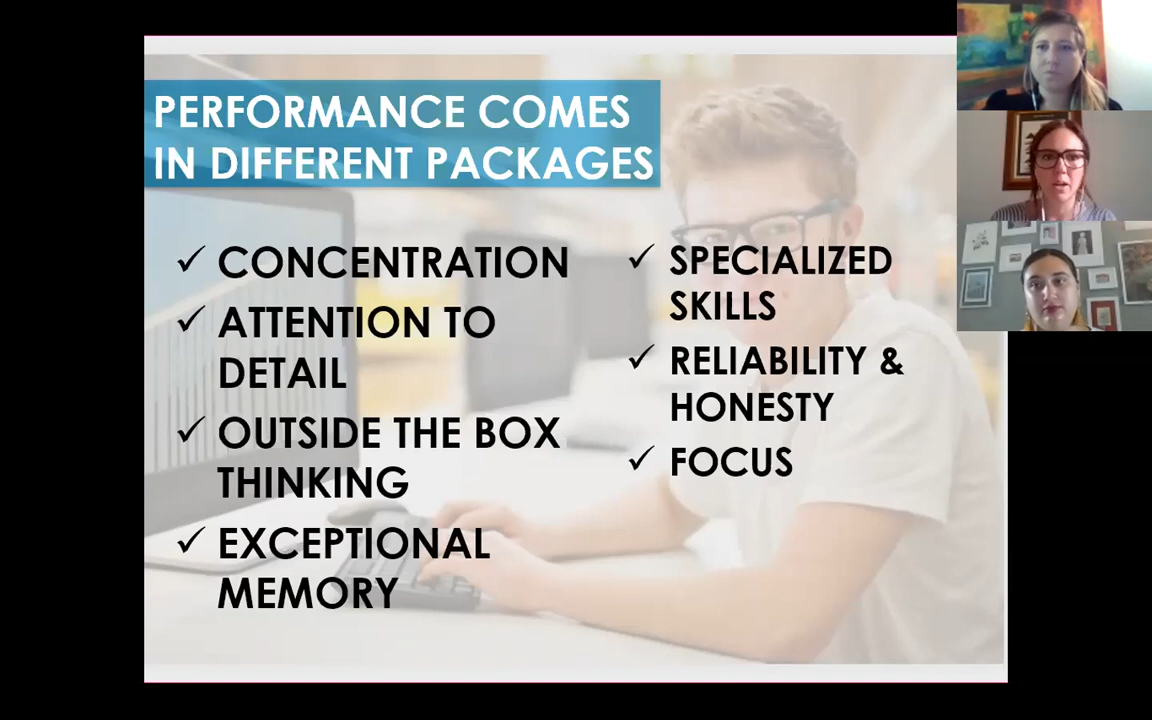 PERFORMANCE COMES
IN DIFFERENT PACKAGES
✓ CONCENTRATION
✓ ATTENTION TO
DETAIL
✓ OUTSIDE THE BOX
THINKING
✓ EXCEPTIONAL
MEMORY
✓ SPECIALIZED
SKILLS
✓ RELIABILITY &
HONESTY
✓ FOCUS